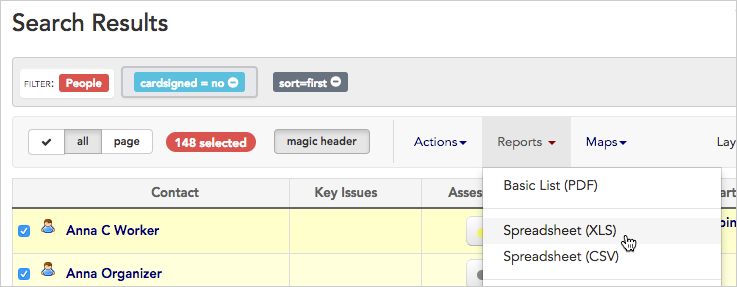 Search Results
FILTER: People cardsigned = no sort=first
all page 148 selected magic header Actions Reports Maps Lay
Basic List (PDF)
Contact Key Issues Asses art
Spreadsheet (XLS)
Anna C Worker
Spreadsheet (CSV)
Anna Organizer